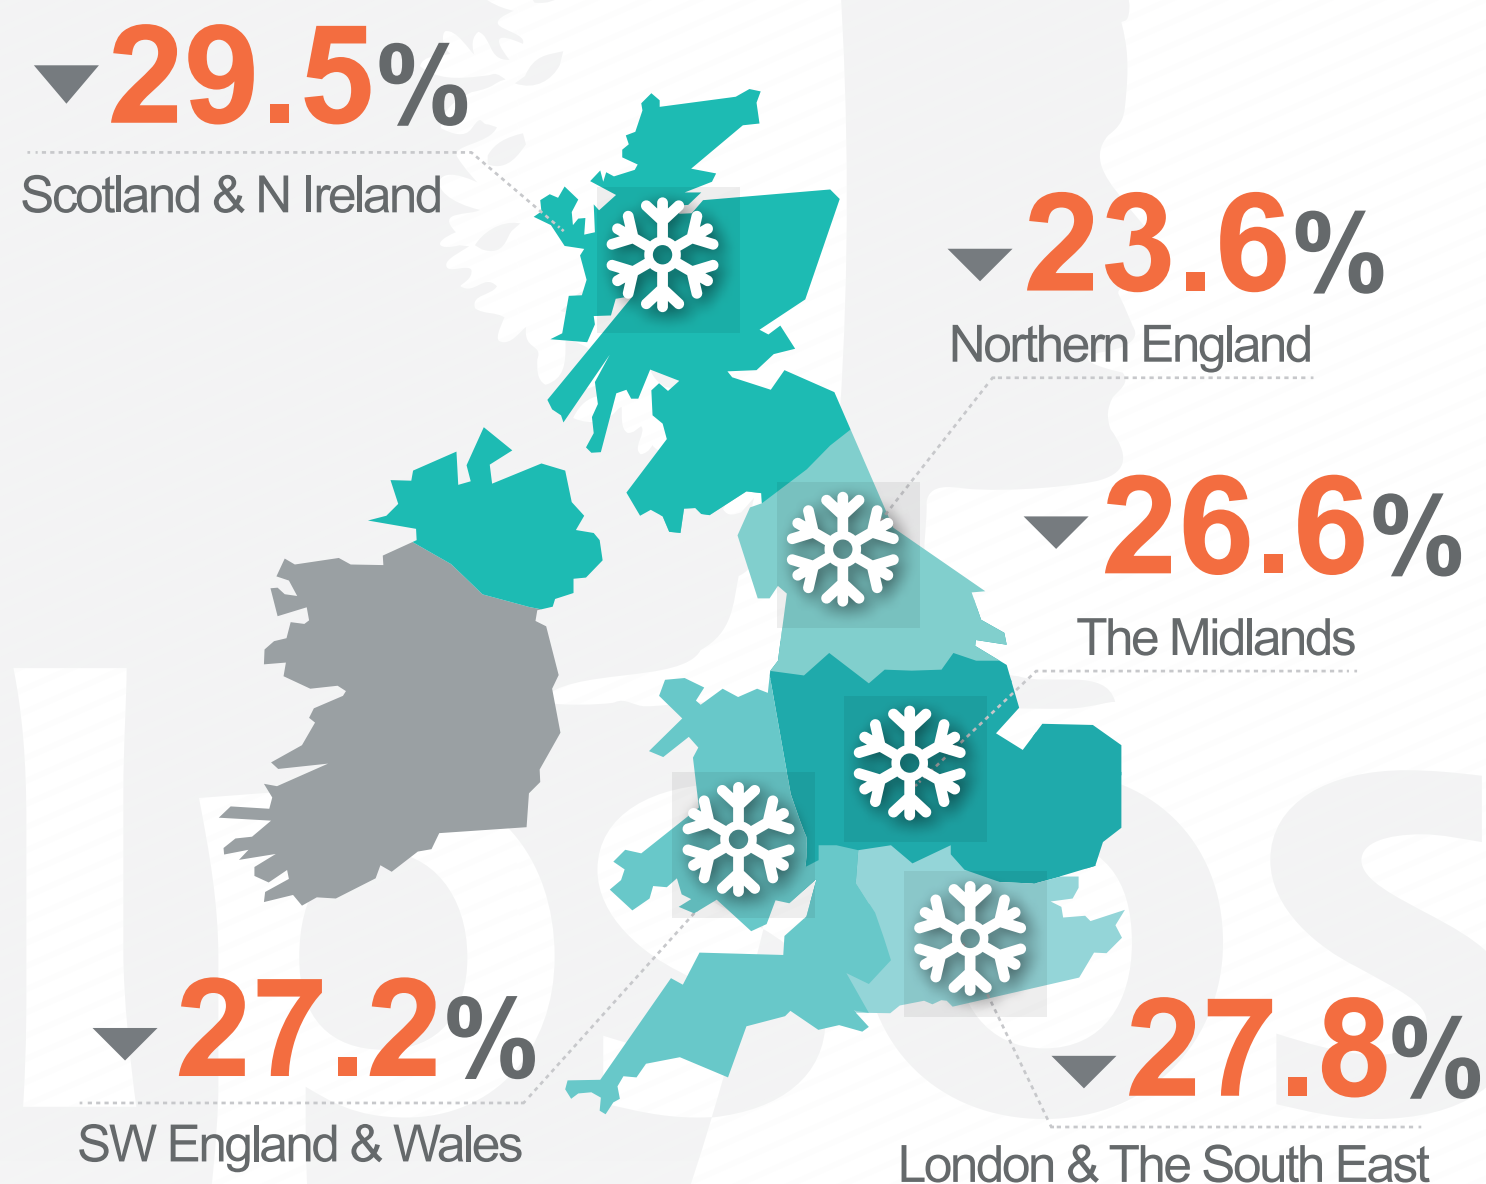 ▼29.5%
Scotland & N Ireland
▼23.6%
Northern England
▼26.6%
The Midlands
▼27.2%
SW England & Wales
▼27.8%
London & The South East
Ipsos